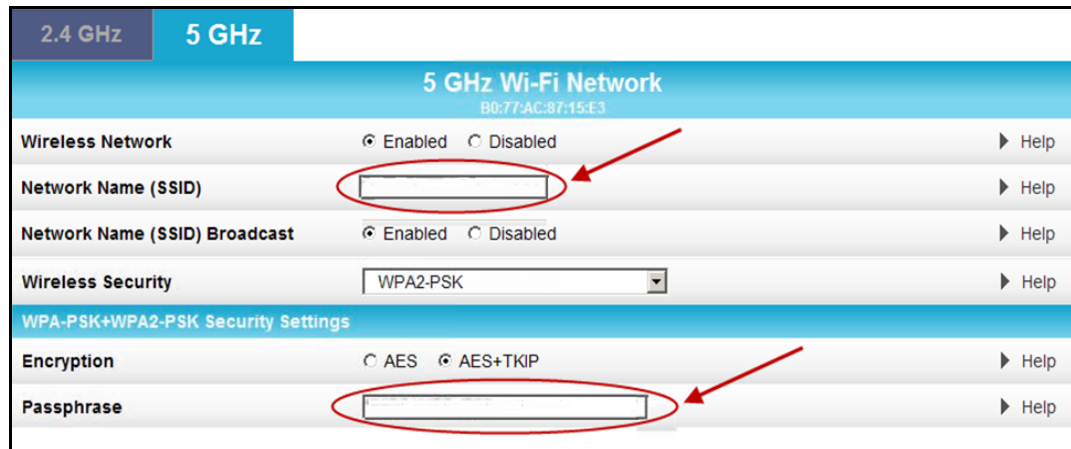 2.4 GHz 5 GHz
5 GHz Wi-Fi Network
B0:77:AC:87:15:E3
Wireless Network Enabled Disabled Help
Network Name (SSID) Help
Network Name (SSID) Broadcast Enabled Disabled Help
Wireless Security WPA2-PSK Help
WPA-PSK+WPA2-PSK Security Settings
Encryption AES AES+TKIP Help
Passphrase Help